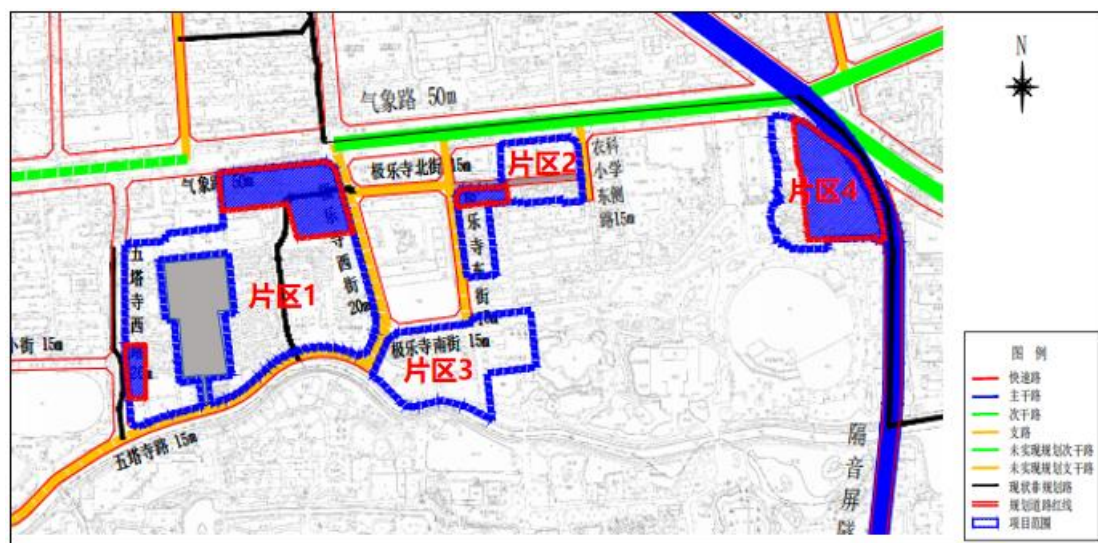 N
气象路 50m
极乐寺北街 15m
片区2
农科
小学
东侧
路15m
片区4
气象路 50m
乐寺东街
寺西街
20m
五塔寺西
片区1
小街 15m
极乐寺南街 15m
片区3
五塔寺路 15m
隔音屏
图 例
快速路
主干路
次干路
支路
未实现规划次干路
未实现规划支干路
现状非规划路
规划道路红线
项目范围